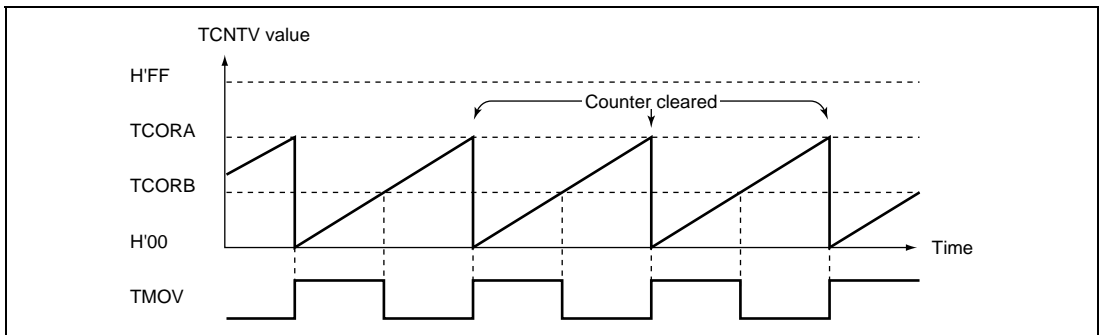 TCNTV value
H'FF
Counter cleared
TCORA
TCORB
H'00
Time
TMOV